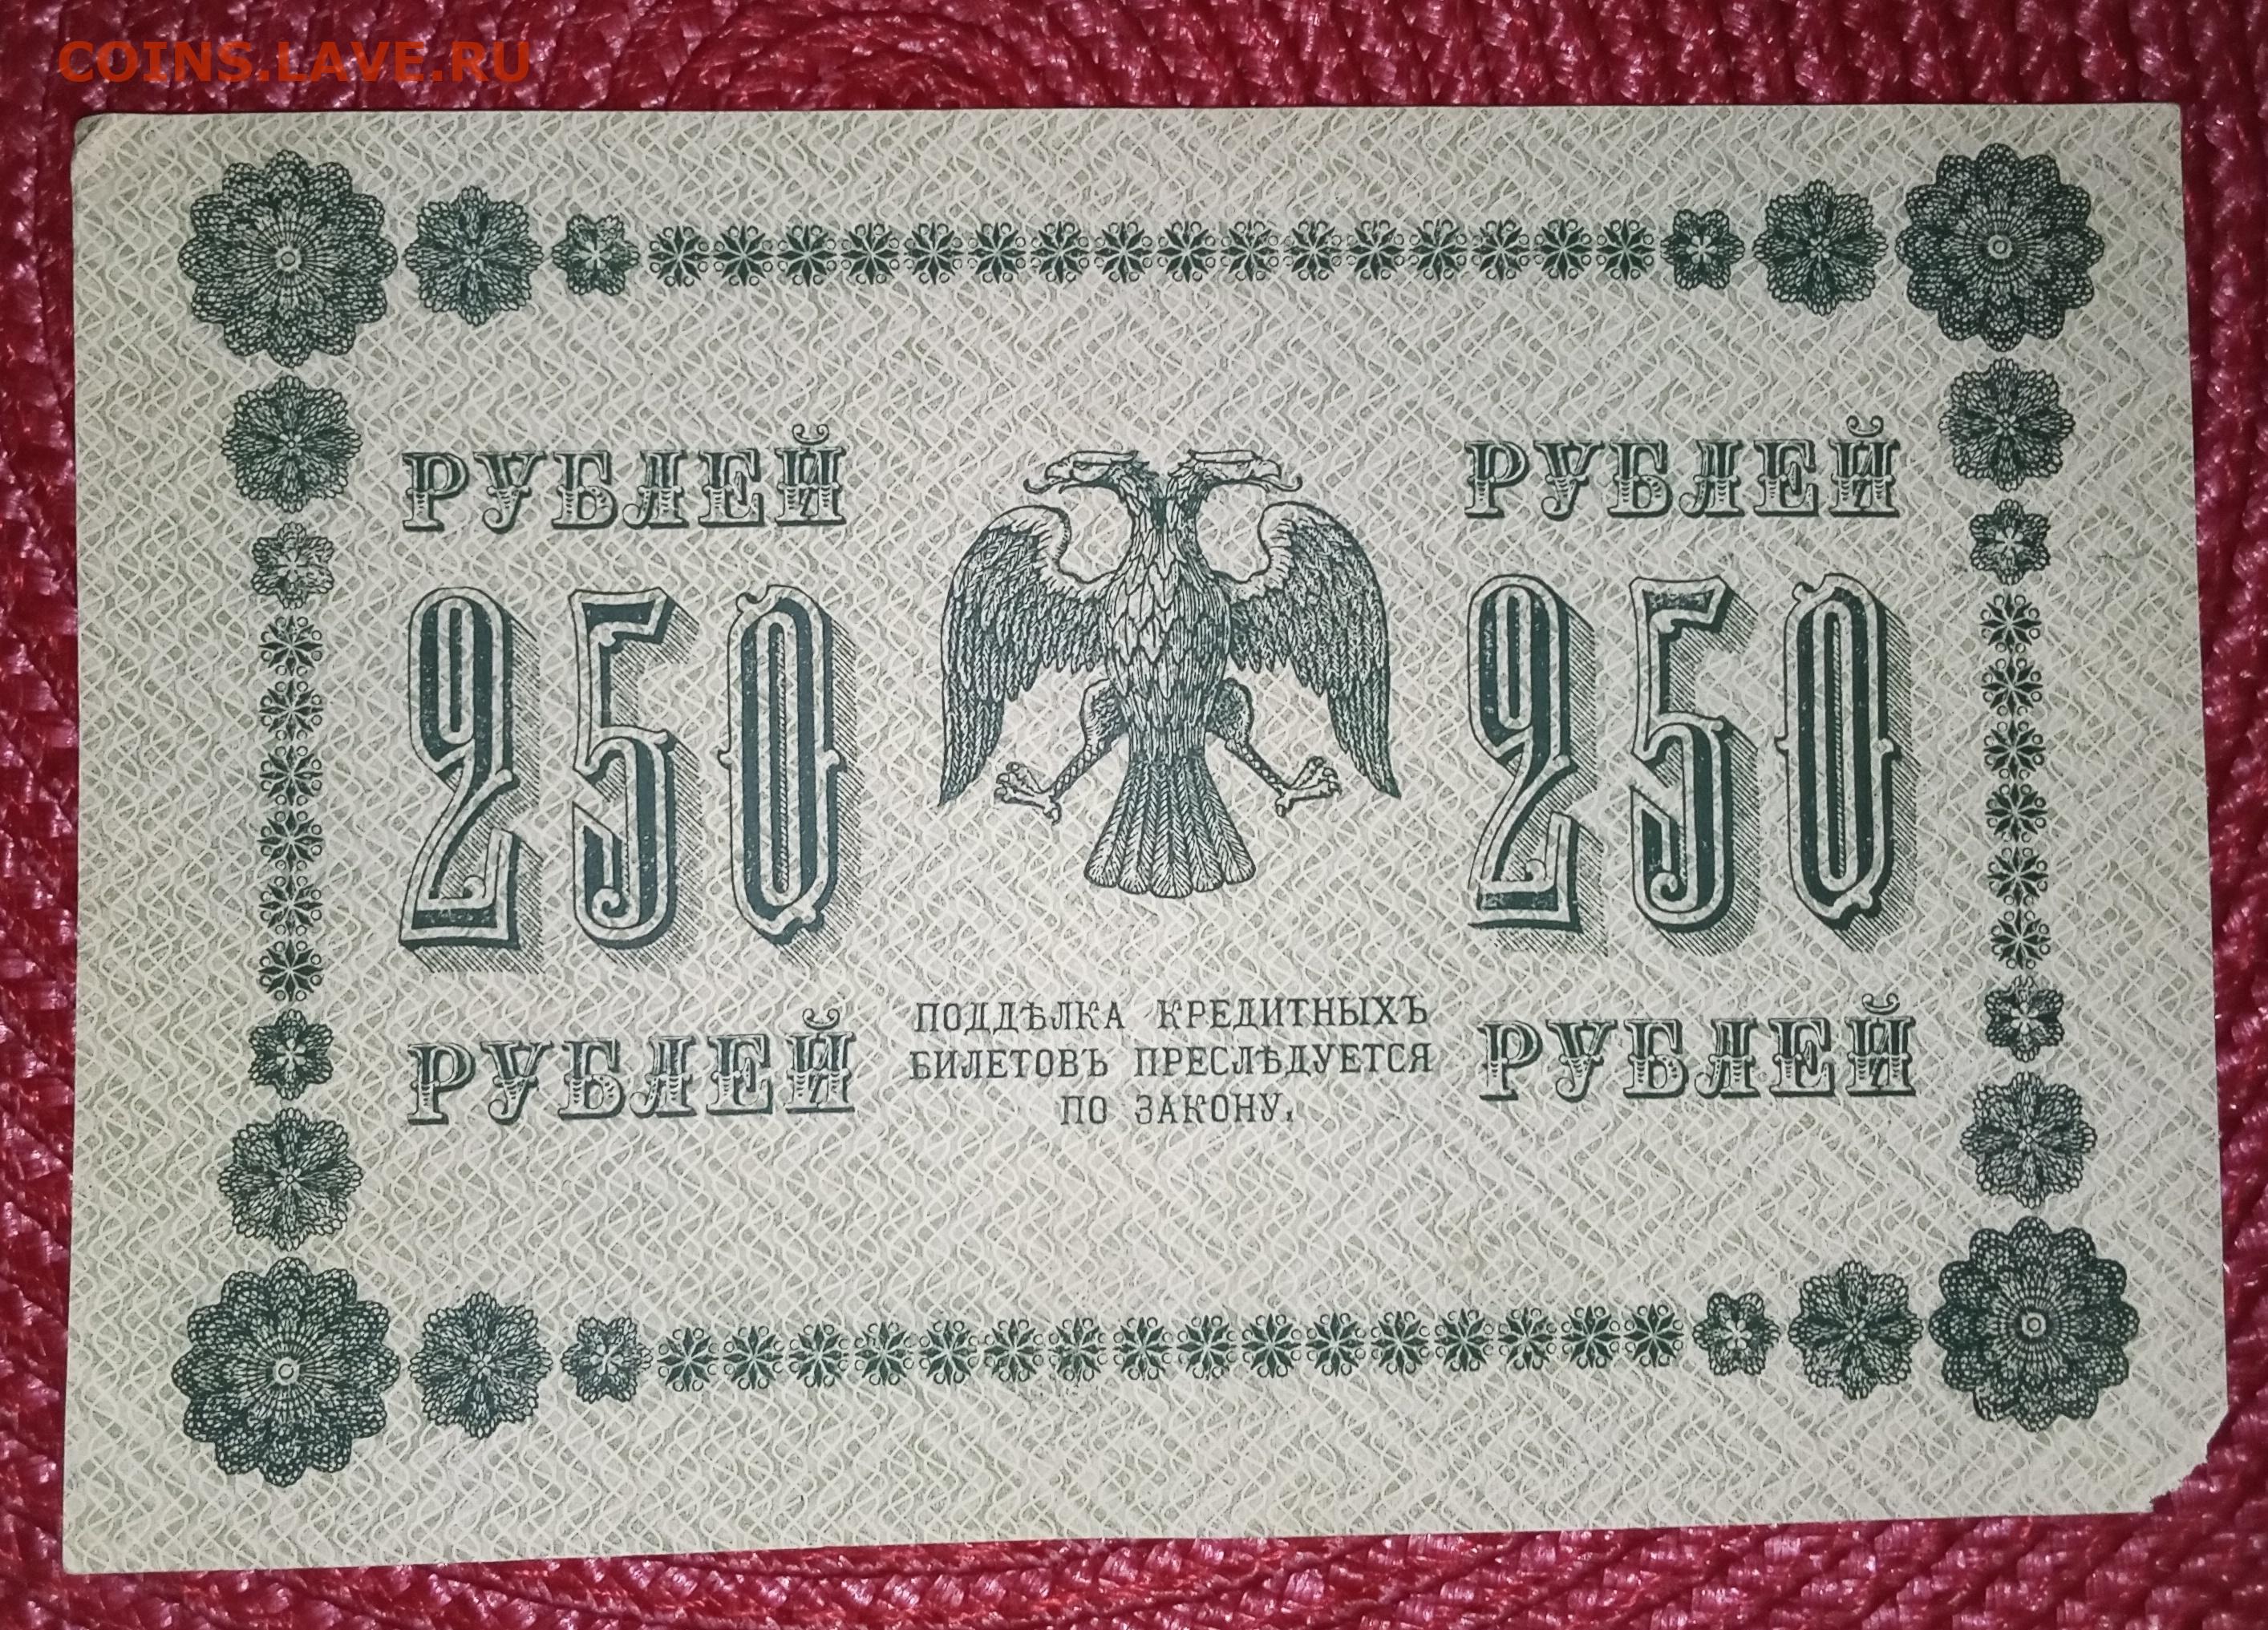 COINS.LAVE.RU
РУБЛЕЙ
РУБЛЕЙ
250
250
РУБЛЕЙ
РУБЛЕЙ
ПОДДѢЛКА КРЕДИТНЫХЪ
БИЛЕТОВЪ ПРЕСЛѢДУЕТСЯ
ПО ЗАКОНУ.